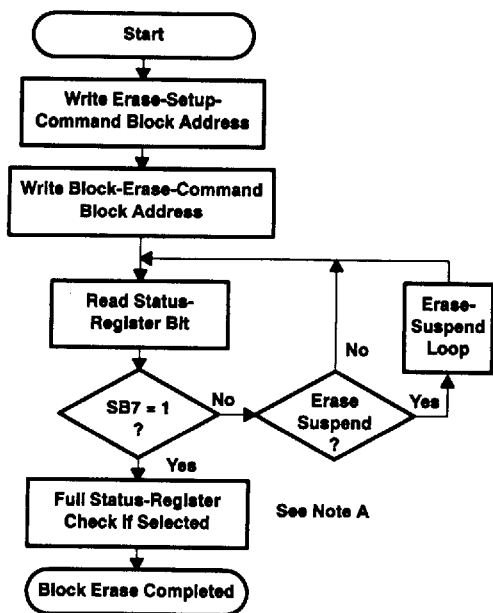 Start
Write Erase-Setup-
Command Block Address
Write Block-Erase-Command
Block Address
Read Status-
Register Bit
Erase-
Suspend
Loop
No
SB7 = 1
?
No
Erase
Suspend
?
Yes
Yes
Full Status-Register
Check if Selected
See Note A
Block Erase Completed